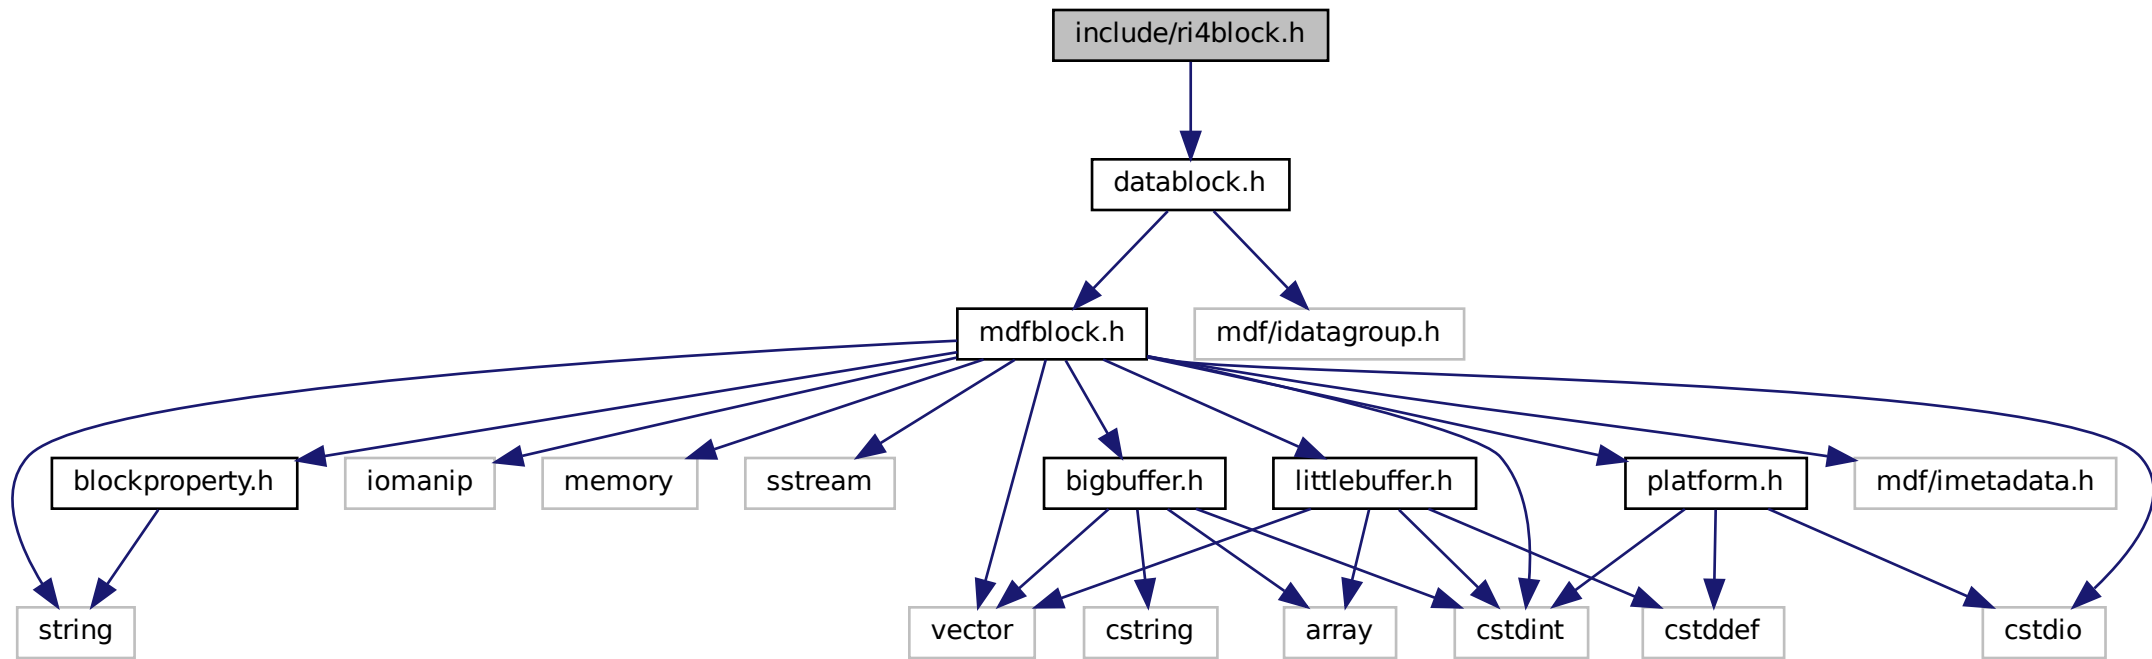 include/ri4block.h
datablock.h
mdfblock.h
mdf/idatagroup.h
blockproperty.h
iomanip
memory
sstream
bigbuffer.h
littlebuffer.h
platform.h
mdf/imetadata.h
string
vector
cstring
array
cstdint
cstddef
cstdio